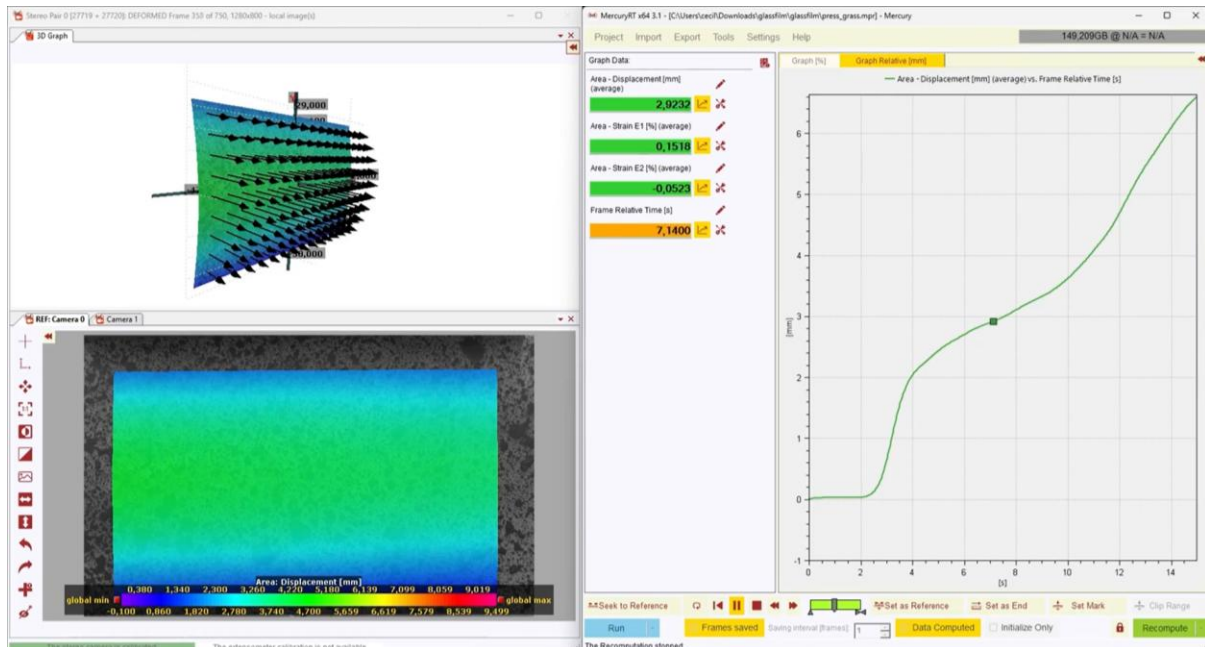 Stereo Pair 0 [27719 + 27720]: DEFORMED Frame 358 of 750, 1280x800 - local image[s]
3D Graph
29,000
REF: Camera 0
Camera 1
Area: Displacement [mm]
0,380 1,340 2,300 3,260 4,220 5,180 6,139 7,099 8,059 9,019
global min
global max
-0,100 0,860 1,820 2,780 3,740 4,700 5,659 6,619 7,579 8,539 9,499
MercuryRT x64 3.1 - [C:\Users\cecil\Downloads\glassfilm\glassfilm\press_grass.mpr] - Mercury
Project Import Export Tools Settings Help
149,209GB @ N/A = N/A
Graph Data:
Area - Displacement [mm]
(average)
2,9232
Area - Strain E1 [%] (average)
0,1518
Area - Strain E2 [%] (average)
-0,0523
Frame Relative Time [s]
7,1400
Graph [%]
Graph Relative [mm]
Area - Displacement [mm] (average) vs. Frame Relative Time [s]
6
5
4
3
2
1
0
-1
[mm]
0 2 4 6 8 10 12 14
[s]
Seek to Reference
Set as Reference
Set as End
Set Mark
Clip Range
Run
Frames saved
Saving interval [frames]:
1
Data Computed
Initialize Only
Recompute
The Recomputation stopped